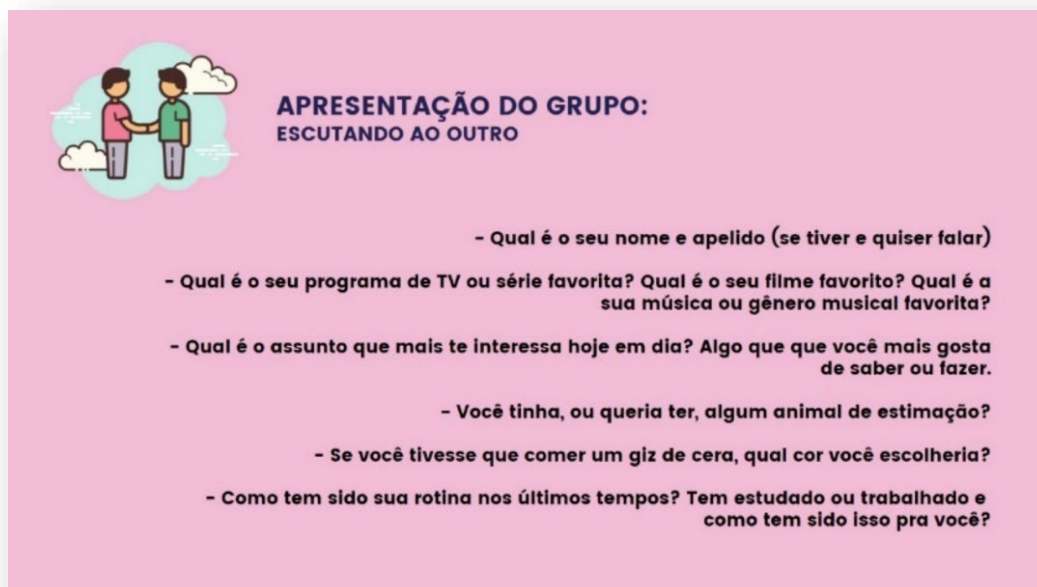 APRESENTAÇÃO DO GRUPO:
ESCUTANDO AO OUTRO
- Qual é o seu nome e apelido (se tiver e quiser falar)
- Qual é o seu programa de TV ou série favorita? Qual é o seu filme favorito? Qual é a
sua música ou gênero musical favorita?
- Qual é o assunto que mais te interessa hoje em dia? Algo que que você mais gosta
de saber ou fazer.
- Você tinha, ou queria ter, algum animal de estimação?
- Se você tivesse que comer um giz de cera, qual cor você escolheria?
- Como tem sido sua rotina nos últimos tempos? Tem estudado ou trabalhado e
como tem sido isso pra você?